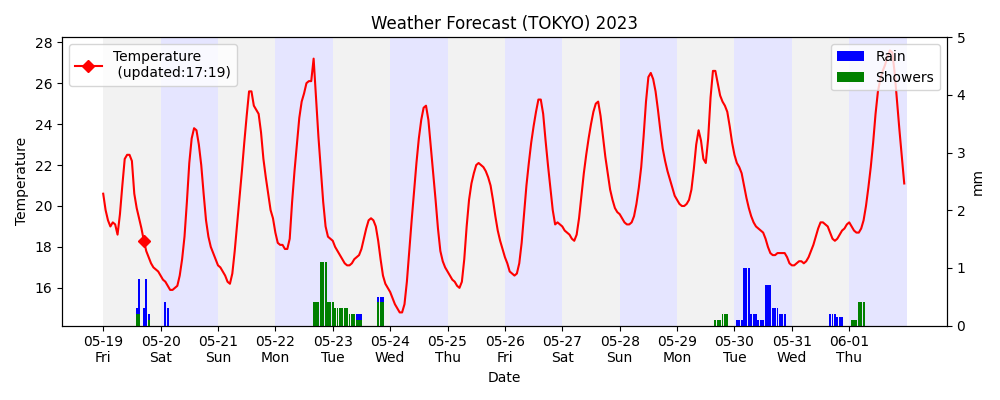 Weather Forecast (TOKYO) 2023
Temperature
(updated:17:19)
Rain
Showers
28
26
24
22
20
18
16
Temperature
5
4
3
2
1
0
mm
05-19 05-20 05-21 05-22 05-23 05-24 05-25 05-26 05-27 05-28 05-29 05-30 05-31 06-01
Fri Sat Sun Mon Tue Wed Thu Fri Sat Sun Mon Tue Wed Thu
Date